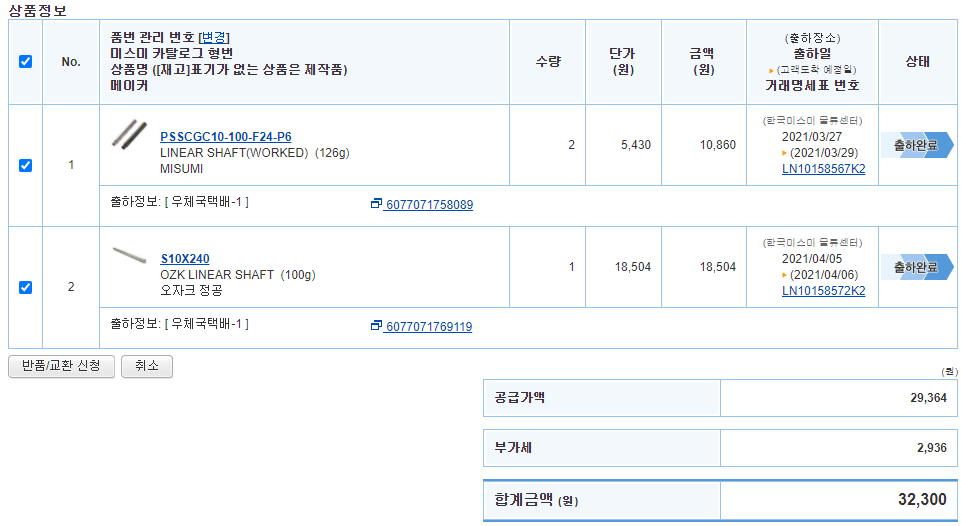 상품정보
No.
품번 관리 번호 [변경]
미스미 카탈로그 형번
상품명 ([재고]표기가 없는 상품은 제작품)
메이커
수량
단가
(원)
금액
(원)
(출하장소)
출하일
(고객도착 예정일)
거래명세표 번호
상태
1
PSSCGC10-100-F24-P6
LINEAR SHAFT(WORKED) (126g)
MISUMI
2
5,430
10,860
(한국미스미 물류센터)
2021/03/27
(2021/03/29)
LN10158567K2
출하완료
출하정보: [ 우체국택배-1 ]
6077071758089
2
S10X240
OZK LINEAR SHAFT (100g)
오자크 정공
1
18,504
18,504
(한국미스미 물류센터)
2021/04/05
(2021/04/06)
LN10158572K2
출하완료
출하정보: [ 우체국택배-1 ]
6077071769119
반품/교환 신청
취소
(원)
공급가액
29,364
부가세
2,936
합계금액 (원)
32,300